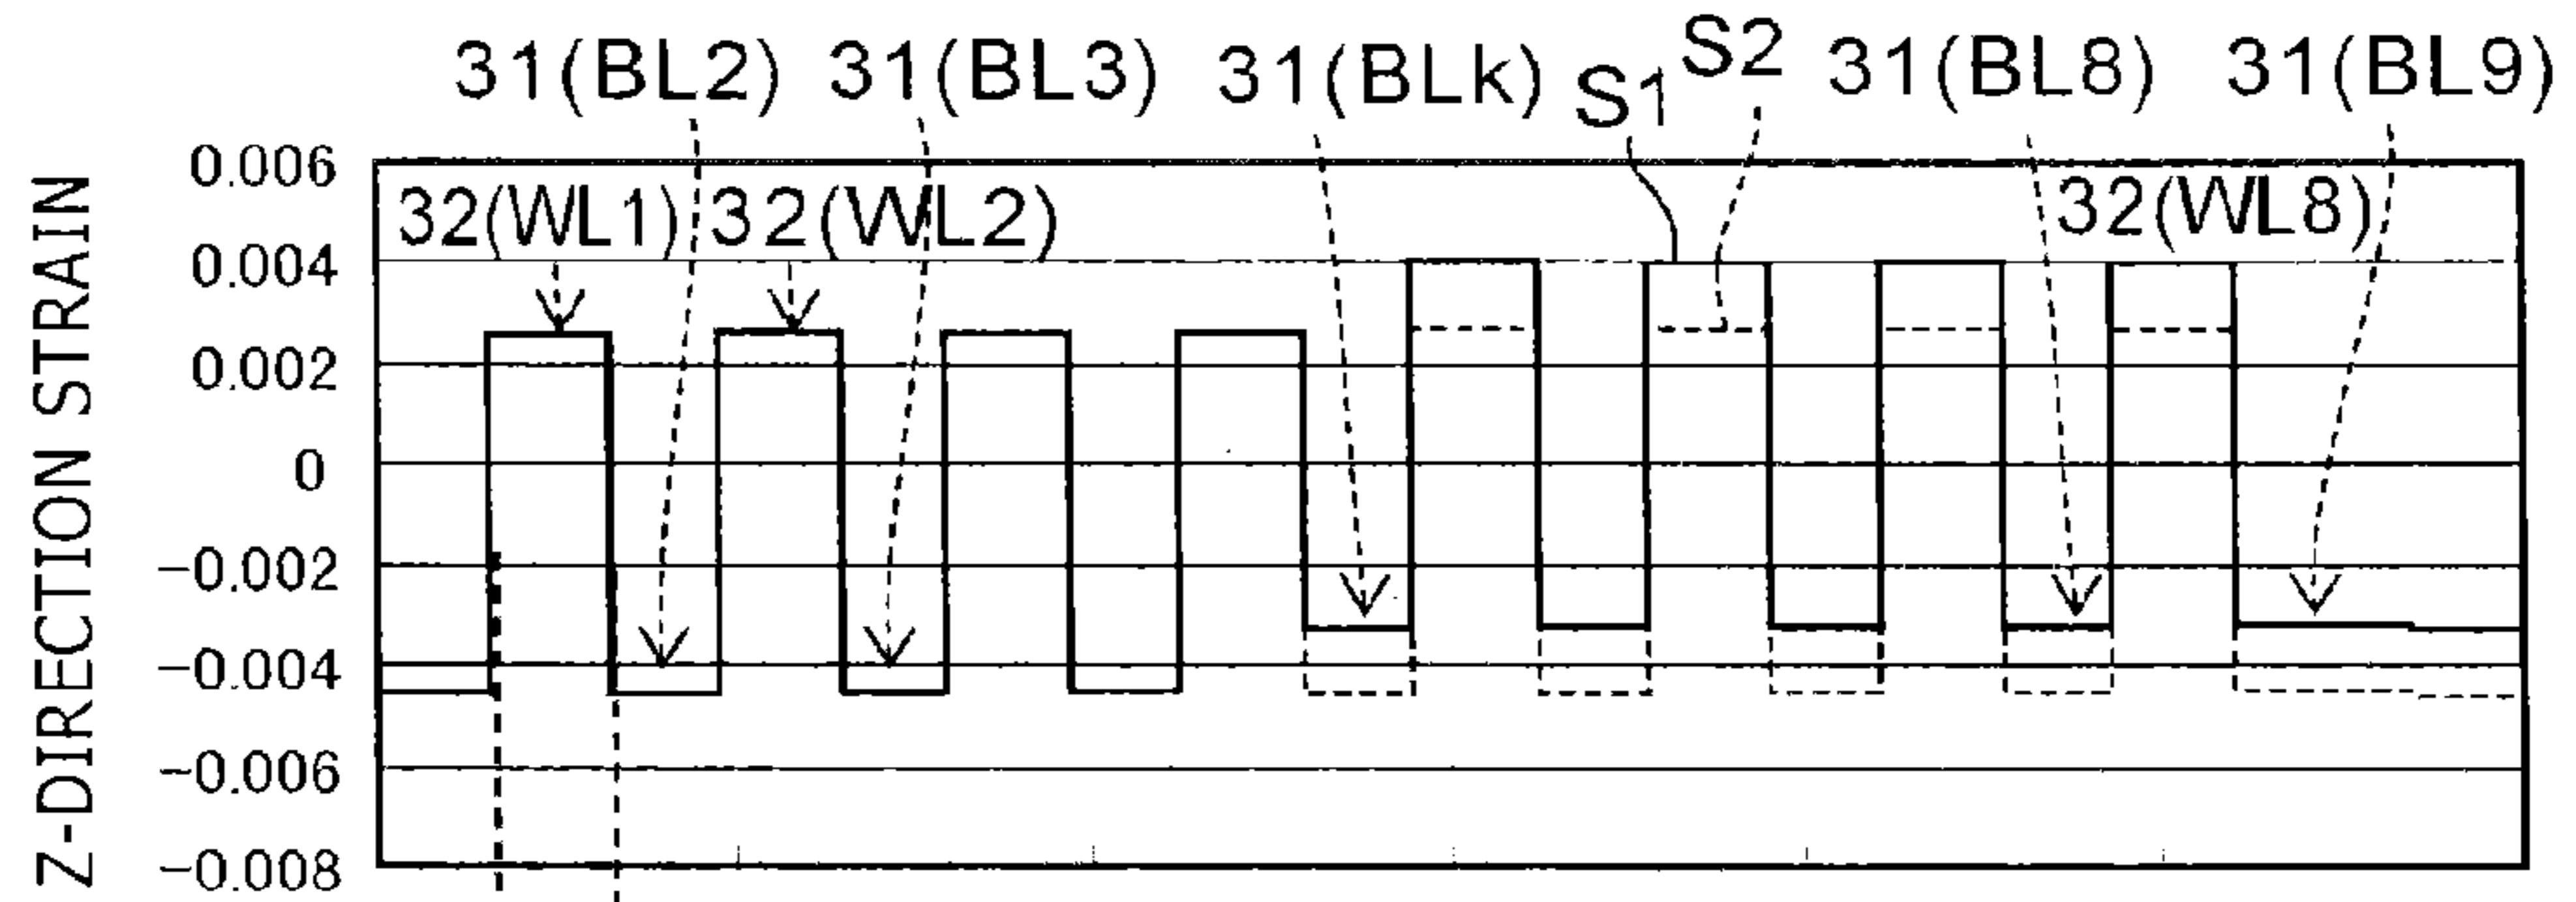 31(BL2) 31(BL3) 31(BLk) S1 S2 31(BL8) 31(BL9)
0.006
32(WL1) 32(WL2) 32(WL8)
0.004
0.002
0
−0.002
−0.004
−0.006
−0.008
Z-DIRECTION STRAIN